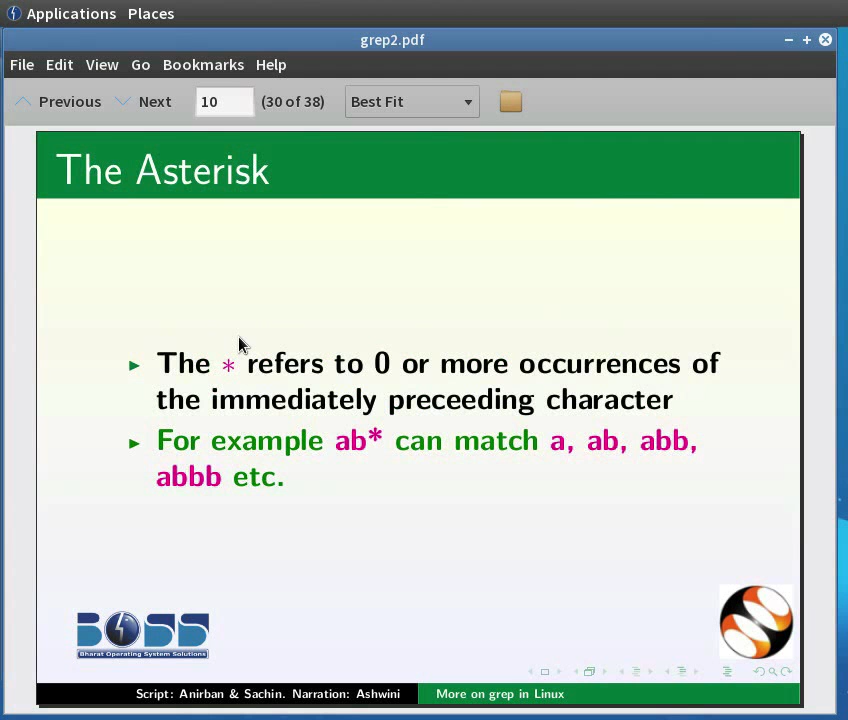 Applications Places
grep2.pdf
File Edit View Go Bookmarks Help
Previous Next 10 (30 of 38) Best Fit
The Asterisk
The * refers to 0 or more occurrences of
the immediately preceeding character
For example ab* can match a, ab, abb,
abbb etc.
BOSS
Bharat Operating System Solutions
Script: Anirban & Sachin. Narration: Ashwini More on grep in Linux